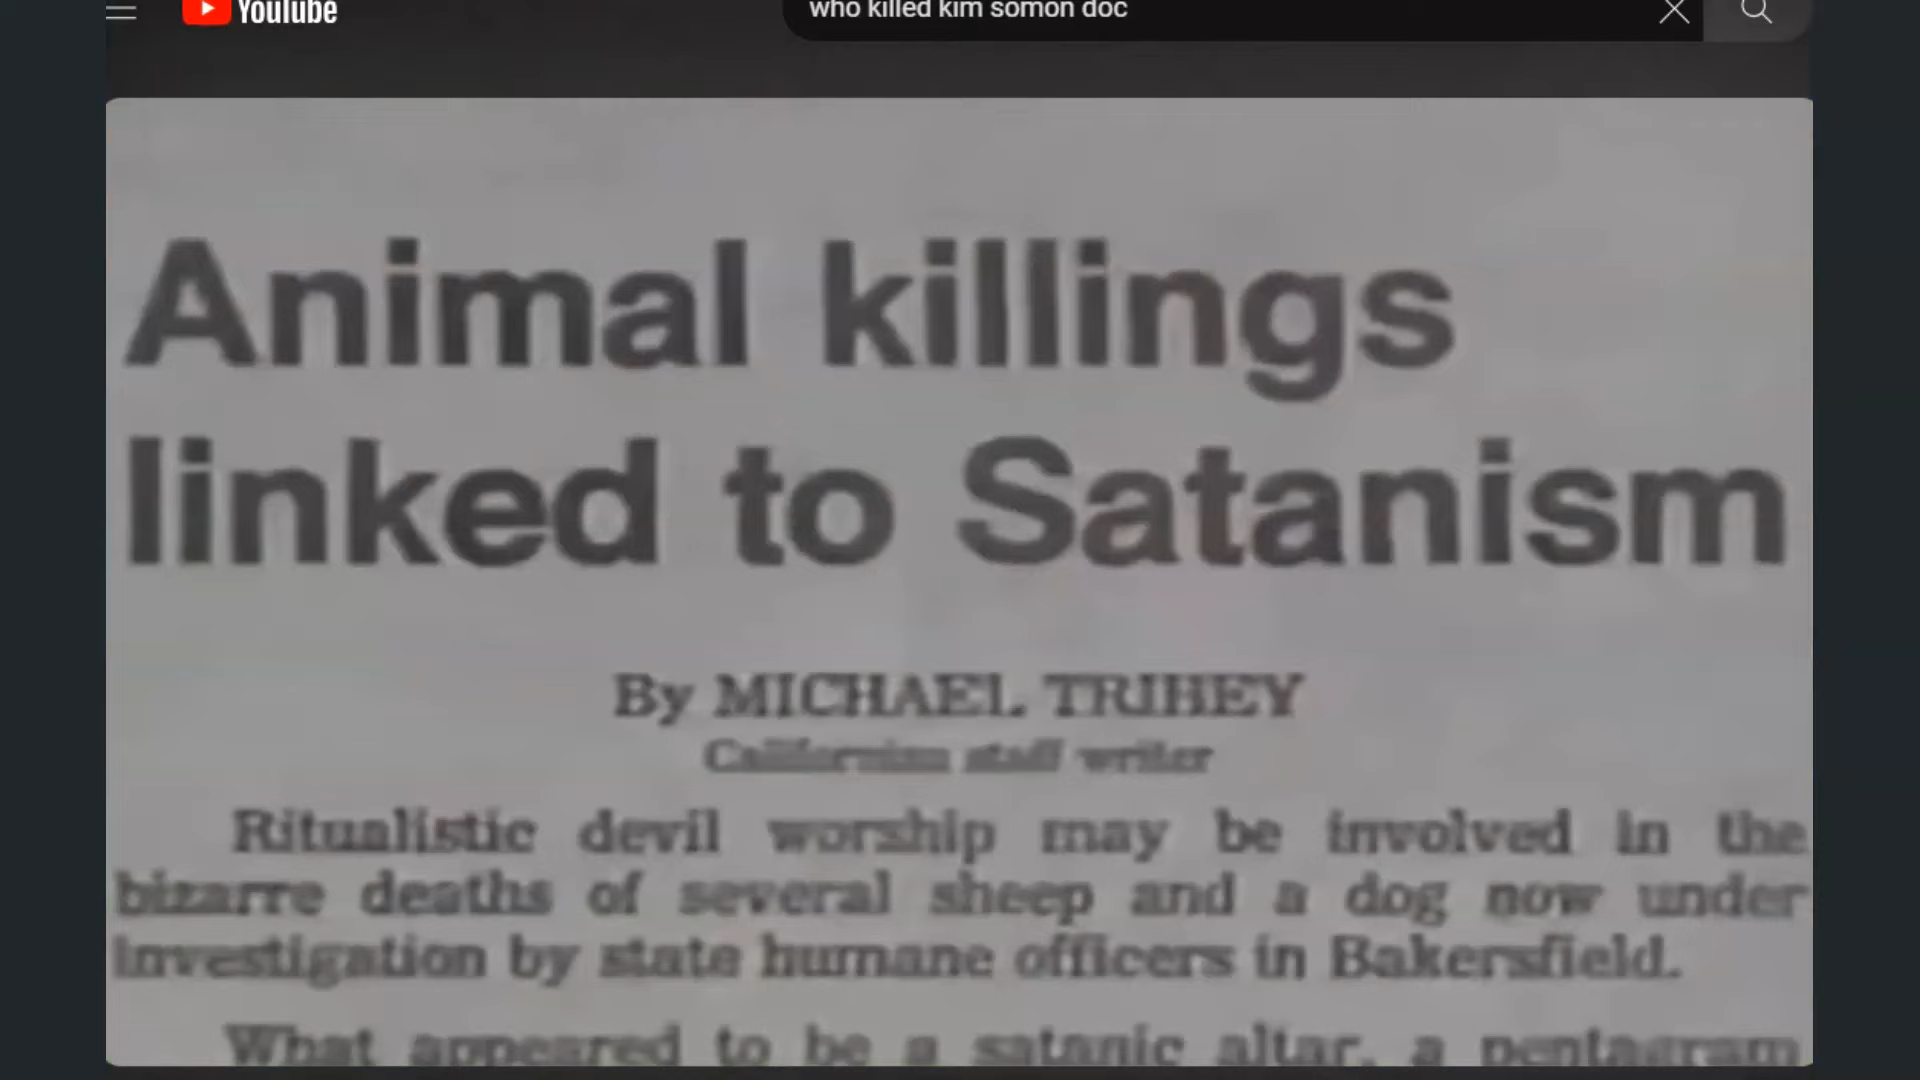 YouTube
who killed kim somon doc
Animal killings
linked to Satanism
By MICHAEL TRIHEY
Californian staff writer
Ritualistic devil worship may be involved in the
bizarre deaths of several sheep and a dog now under
investigation by state humane officers in Bakersfield.
What appeared to be a satanic altar, a pentagram